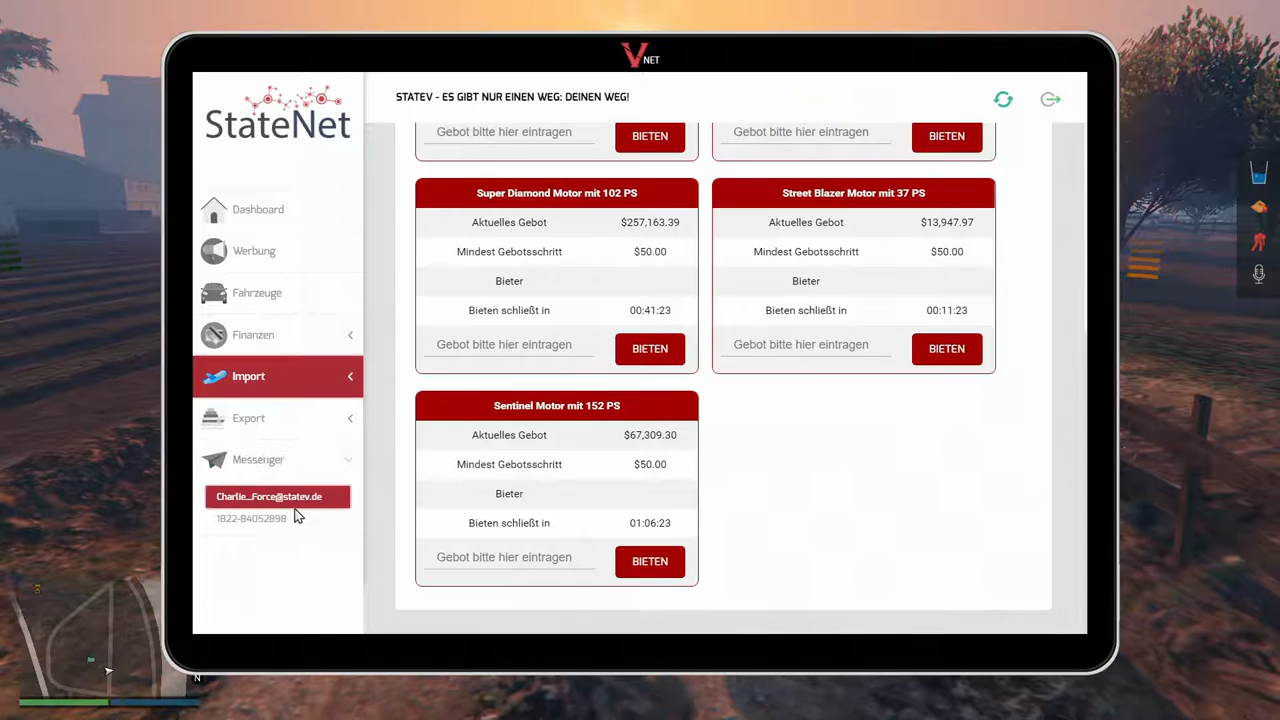 V NET
StateNet
STATEV - ES GIBT NUR EINEN WEG: DEINEN WEG!
Dashboard
Werbung
Fahrzeuge
Finanzen
Import
Export
Messenger
Charlie_Force@statev.de
1822-84052898
Gebot bitte hier eintragen BIETEN
Gebot bitte hier eintragen BIETEN
Super Diamond Motor mit 102 PS
Aktuelles Gebot $257,163.39
Mindest Gebotsschritt $50.00
Bieter
Bieten schließt in 00:41:23
Gebot bitte hier eintragen BIETEN
Street Blazer Motor mit 37 PS
Aktuelles Gebot $13,947.97
Mindest Gebotsschritt $50.00
Bieter
Bieten schließt in 00:11:23
Gebot bitte hier eintragen BIETEN
Sentinel Motor mit 152 PS
Aktuelles Gebot $67,309.30
Mindest Gebotsschritt $50.00
Bieter
Bieten schließt in 01:06:23
Gebot bitte hier eintragen BIETEN
N